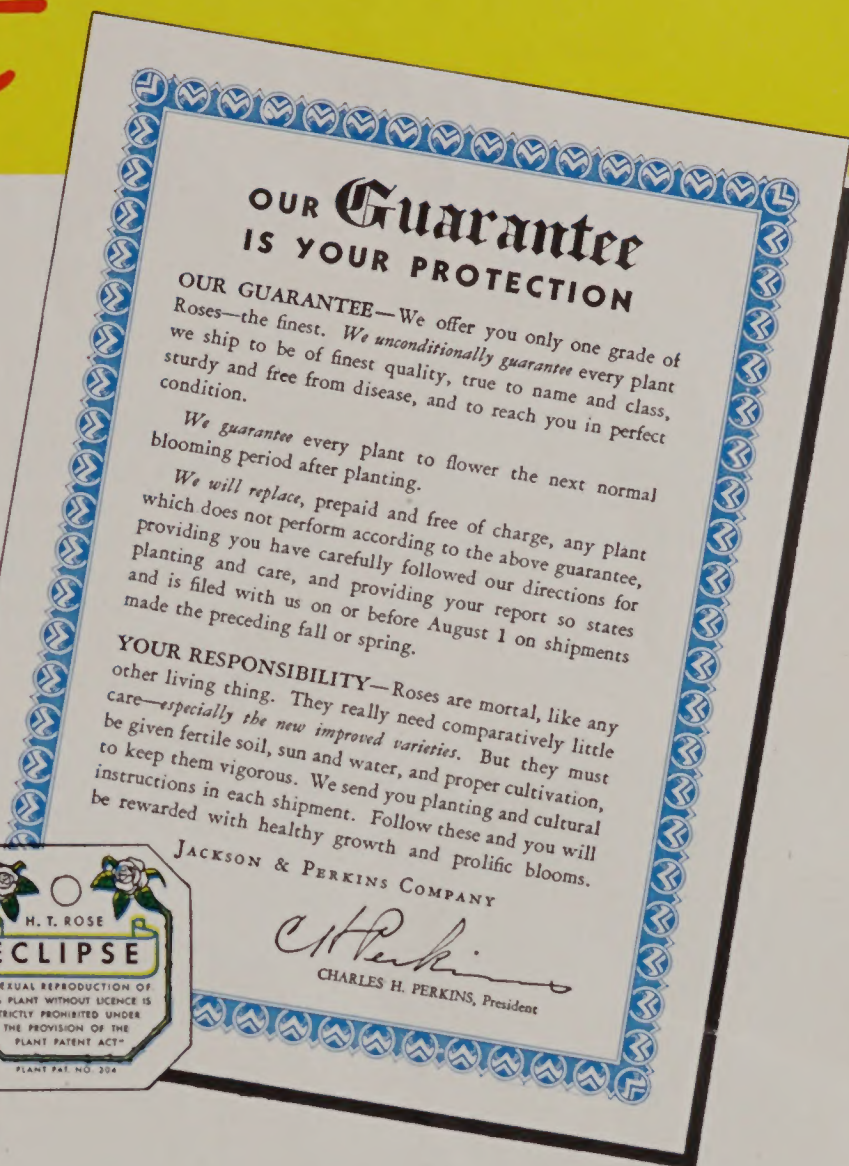 OUR Guarantee
IS YOUR PROTECTION
OUR GUARANTEE—We offer you only one grade of
Roses—the finest. We unconditionally guarantee every plant
we ship to be of finest quality, true to name and class,
sturdy and free from disease, and to reach you in perfect
condition.
We guarantee every plant to flower the next normal
blooming period after planting.
We will replace, prepaid and free of charge, any plant
which does not perform according to the above guarantee,
providing you have carefully followed our directions for
planting and care, and providing your report so states
and is filed with us on or before August 1 on shipments
made the preceding fall or spring.
YOUR RESPONSIBILITY—Roses are mortal, like any
other living thing. They really need comparatively little
care—especially the new improved varieties. But they must
be given fertile soil, sun and water, and proper cultivation,
to keep them vigorous. We send you planting and cultural
instructions in each shipment. Follow these and you will
be rewarded with healthy growth and prolific blooms.
JACKSON & PERKINS COMPANY
CHPerkins
CHARLES H. PERKINS, President
H. T. ROSE
ECLIPSE
EXUAL REPRODUCTION OF
PLANT WITHOUT LICENCE IS
TRICTLY PROHIBITED UNDER
THE PROVISION OF THE
PLANT PATENT ACT"
PLANT PAT. NO. 204